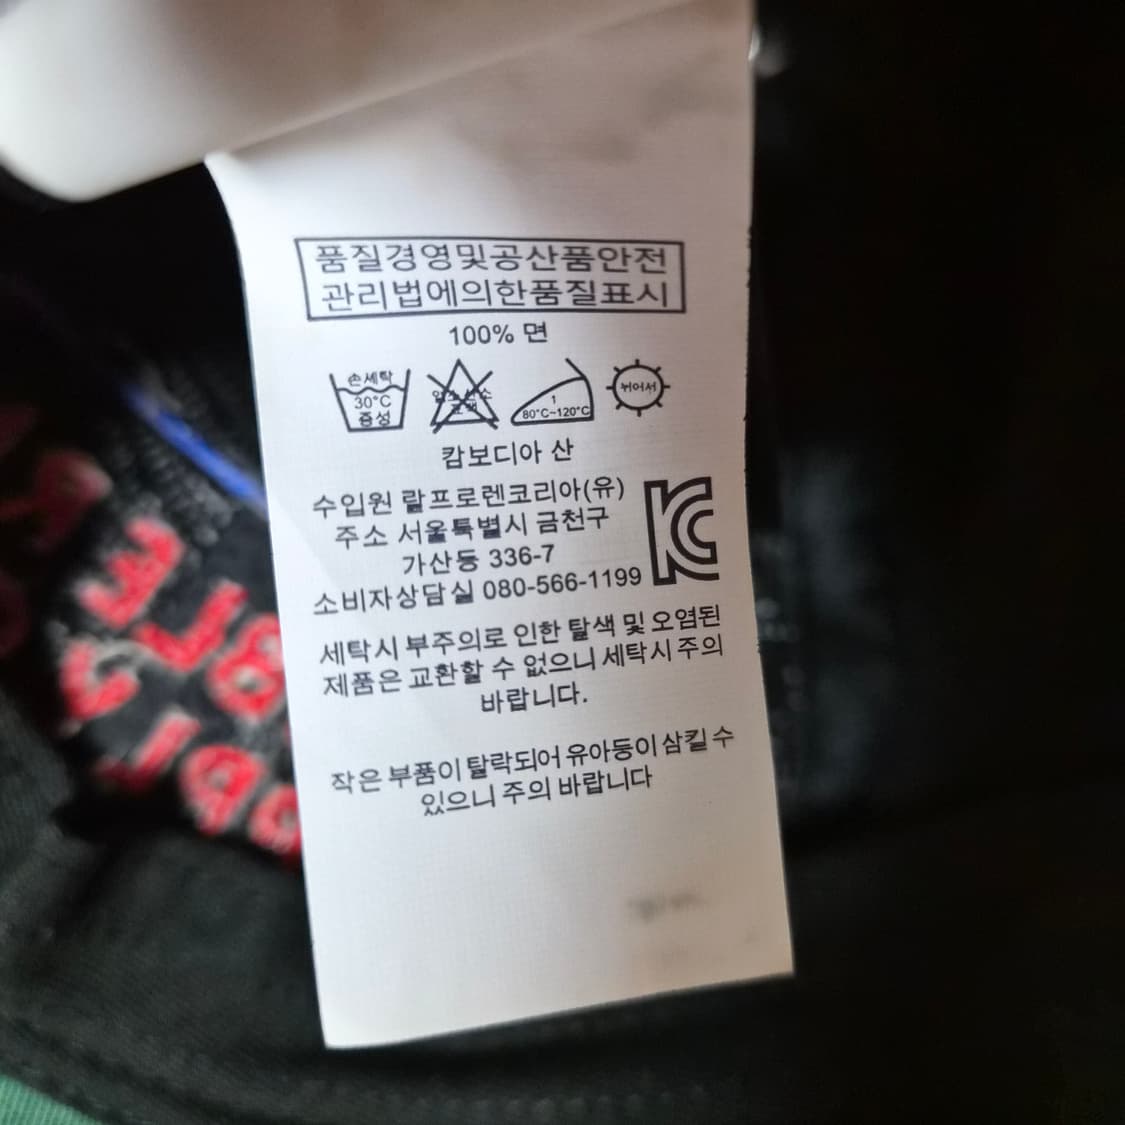 품질경영및공산품안전
관리법에의한품질표시
100% 면
손세탁
30°C
중성
1
80°C~120°C
뉘어서
캄보디아 산
수입원 랄프로렌코리아(유)
주소 서울특별시 금천구
가산등 336-7
소비자상담실 080-566-1199
세탁시 부주의로 인한 탈색 및 오염된
제품은 교환할 수 없으니 세탁시 주의
바랍니다.
작은 부품이 탈락되어 유아둥이 삼킬 수
있으니 주의 바랍니다